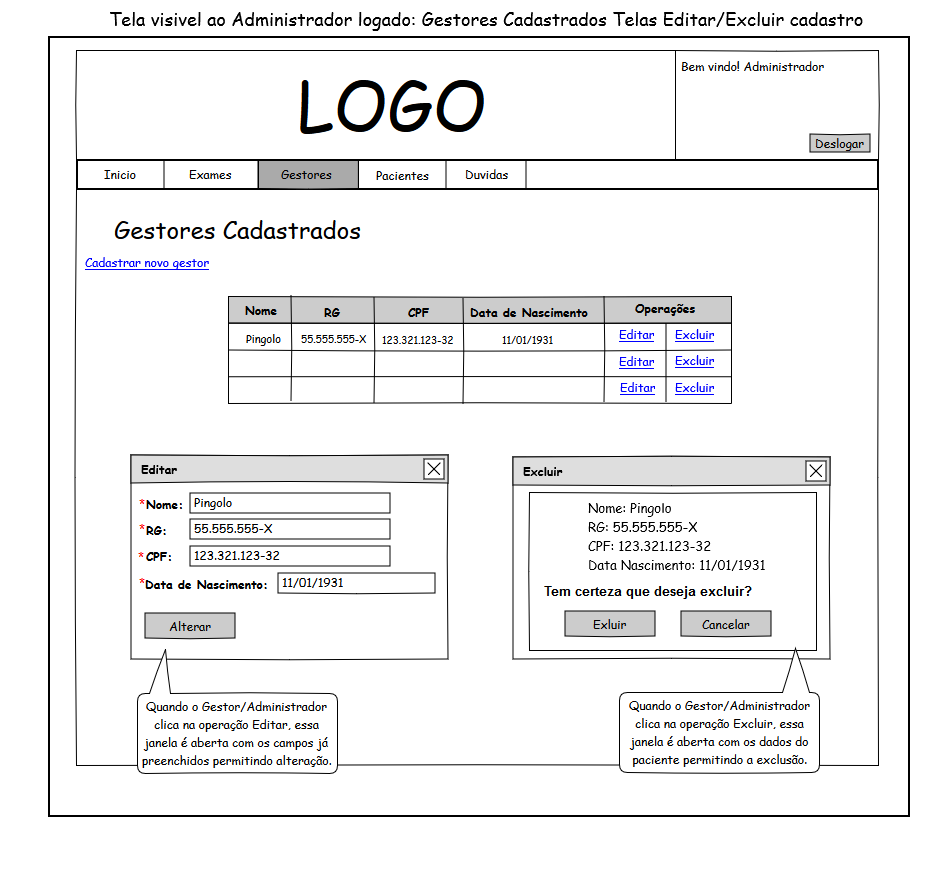 Tela visivel ao Administrador logado: Gestores Cadastrados Telas Editar/Excluir cadastro
LOGO
Bem vindo! Administrador
Deslogar
Inicio Exames Gestores Pacientes Duvidas
Gestores Cadastrados
Cadastrar novo gestor
Nome RG CPF Data de Nascimento Operações
Pingolo 55.555.555-X 123.321.123-32 11/01/1931 Editar Excluir
Editar Excluir
Editar Excluir
Editar
*Nome: Pingolo
*RG: 55.555.555-X
*CPF: 123.321.123-32
*Data de Nascimento: 11/01/1931
Alterar
Quando o Gestor/Administrador
clica na operação Editar, essa
janela é aberta com os campos já
preenchidos permitindo alteração.
Excluir
Nome: Pingolo
RG: 55.555.555-X
CPF: 123.321.123-32
Data Nascimento: 11/01/1931
Tem certeza que deseja excluir?
Exluir Cancelar
Quando o Gestor/Administrador
clica na operação Excluir, essa
janela é aberta com os dados do
paciente permitindo a exclusão.